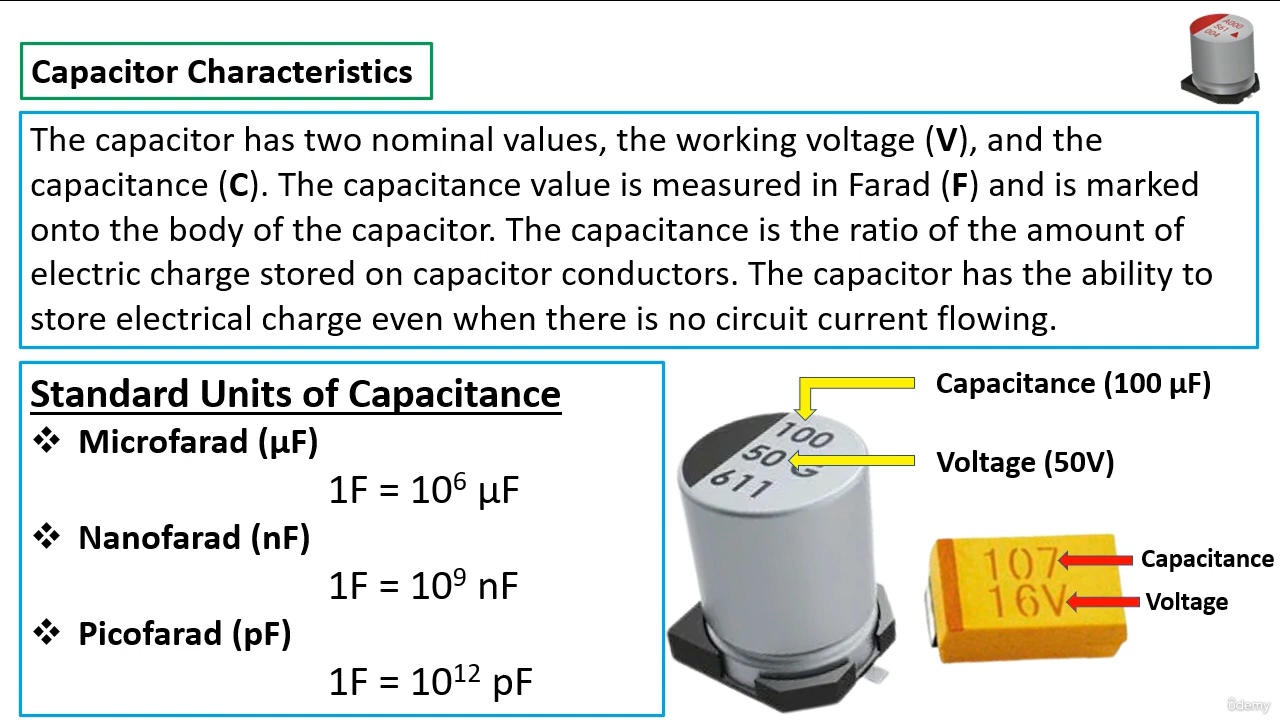 Capacitor Characteristics
A000
561
004
The capacitor has two nominal values, the working voltage (V), and the
capacitance (C). The capacitance value is measured in Farad (F) and is marked
onto the body of the capacitor. The capacitance is the ratio of the amount of
electric charge stored on capacitor conductors. The capacitor has the ability to
store electrical charge even when there is no circuit current flowing.
Standard Units of Capacitance
❖ Microfarad (µF)
1F = 10⁶ µF
❖ Nanofarad (nF)
1F = 10⁹ nF
❖ Picofarad (pF)
1F = 10¹² pF
Capacitance (100 µF)
Voltage (50V)
100
50 G
611
107
16V
Capacitance
Voltage
ûdemy